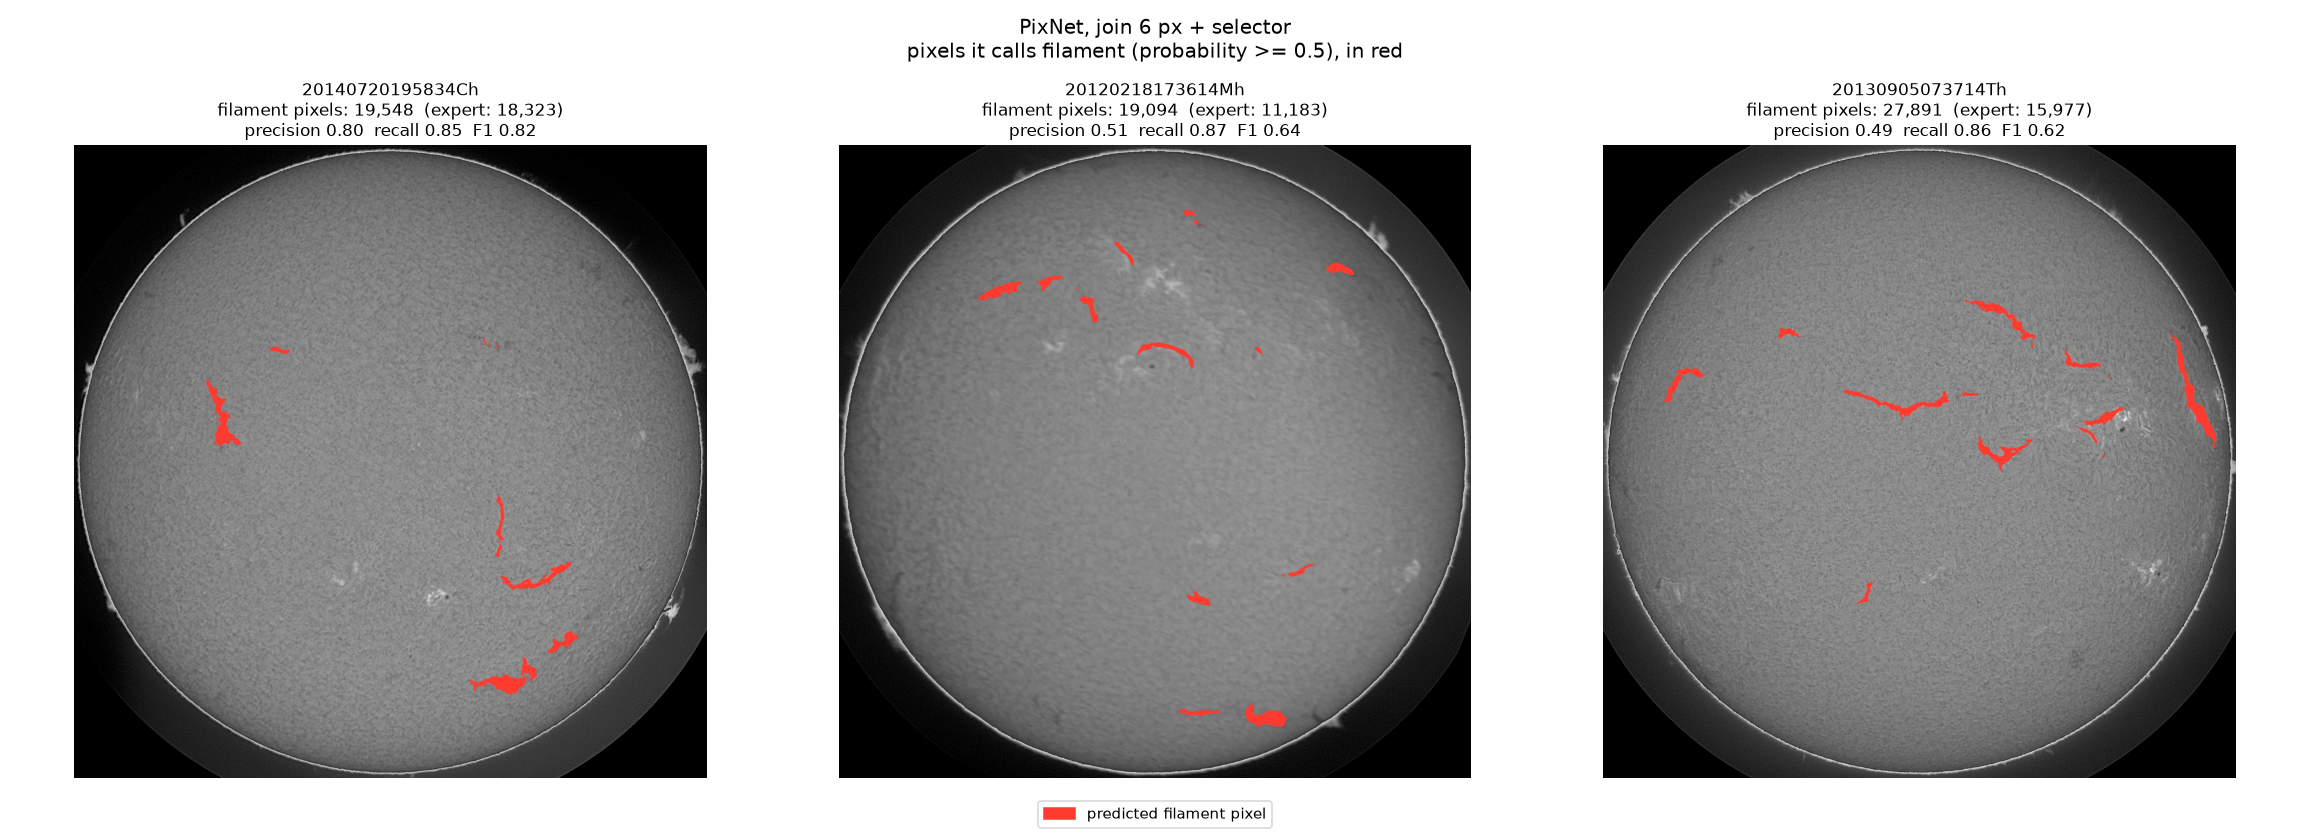 PixNet, join 6 px + selector
pixels it calls filament (probability >= 0.5), in red
20140720195834Ch
filament pixels: 19,548  (expert: 18,323)
precision 0.80  recall 0.85  F1 0.82
20120218173614Mh
filament pixels: 19,094  (expert: 11,183)
precision 0.51  recall 0.87  F1 0.64
20130905073714Th
filament pixels: 27,891  (expert: 15,977)
precision 0.49  recall 0.86  F1 0.62
predicted filament pixel